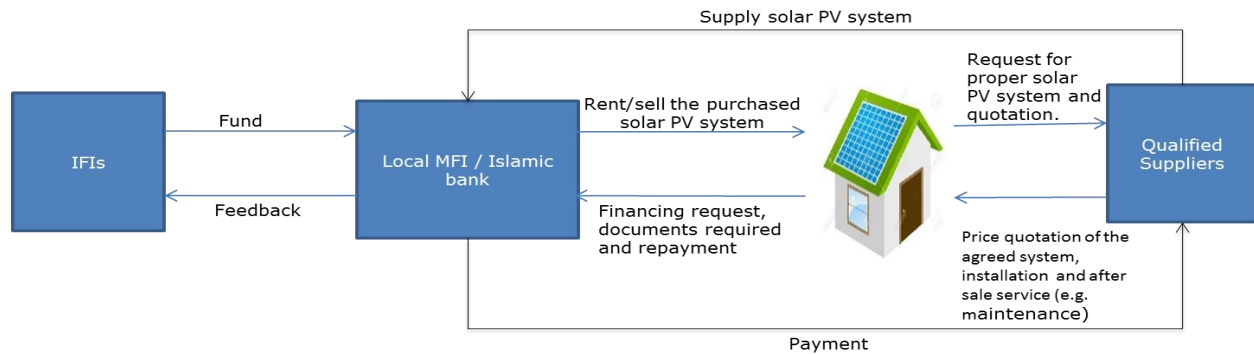 Supply solar PV system
IFIs
Fund
Feedback
Local MFI / Islamic
bank
Rent/sell the purchased
solar PV system
Financing request,
documents required
and repayment
Request for
proper solar
PV system and
quotation.
Qualified
Suppliers
Price quotation of the
agreed system,
installation and after
sale service (e.g.
maintenance)
Payment